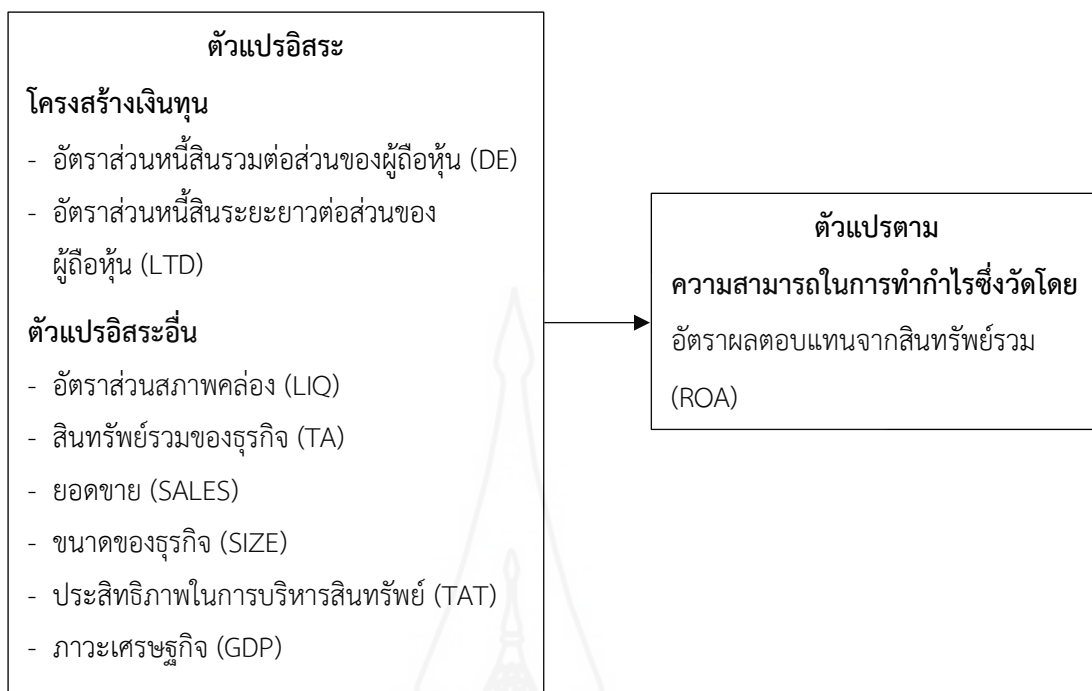 ตัวแปรอิสระ
โครงสร้างเงินทุน
- อัตราส่วนหนี้สินรวมต่อส่วนของผู้ถือหุ้น (DE)
- อัตราส่วนหนี้สินระยะยาวต่อส่วนของ
ผู้ถือหุ้น (LTD)
ตัวแปรอิสระอื่น
- อัตราส่วนสภาพคล่อง (LIQ)
- สินทรัพย์รวมของธุรกิจ (TA)
- ยอดขาย (SALES)
- ขนาดของธุรกิจ (SIZE)
- ประสิทธิภาพในการบริหารสินทรัพย์ (TAT)
- ภาวะเศรษฐกิจ (GDP)
ตัวแปรตาม
ความสามารถในการทำกำไรซึ่งวัดโดย
อัตราผลตอบแทนจากสินทรัพย์รวม
(ROA)